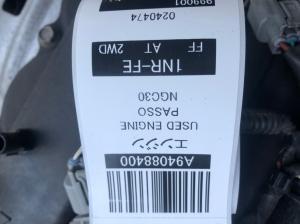 A94088400
エンジン
USED ENGINE
PASSO
NGC30
1NR-FE
FF AT 2WD
0240474